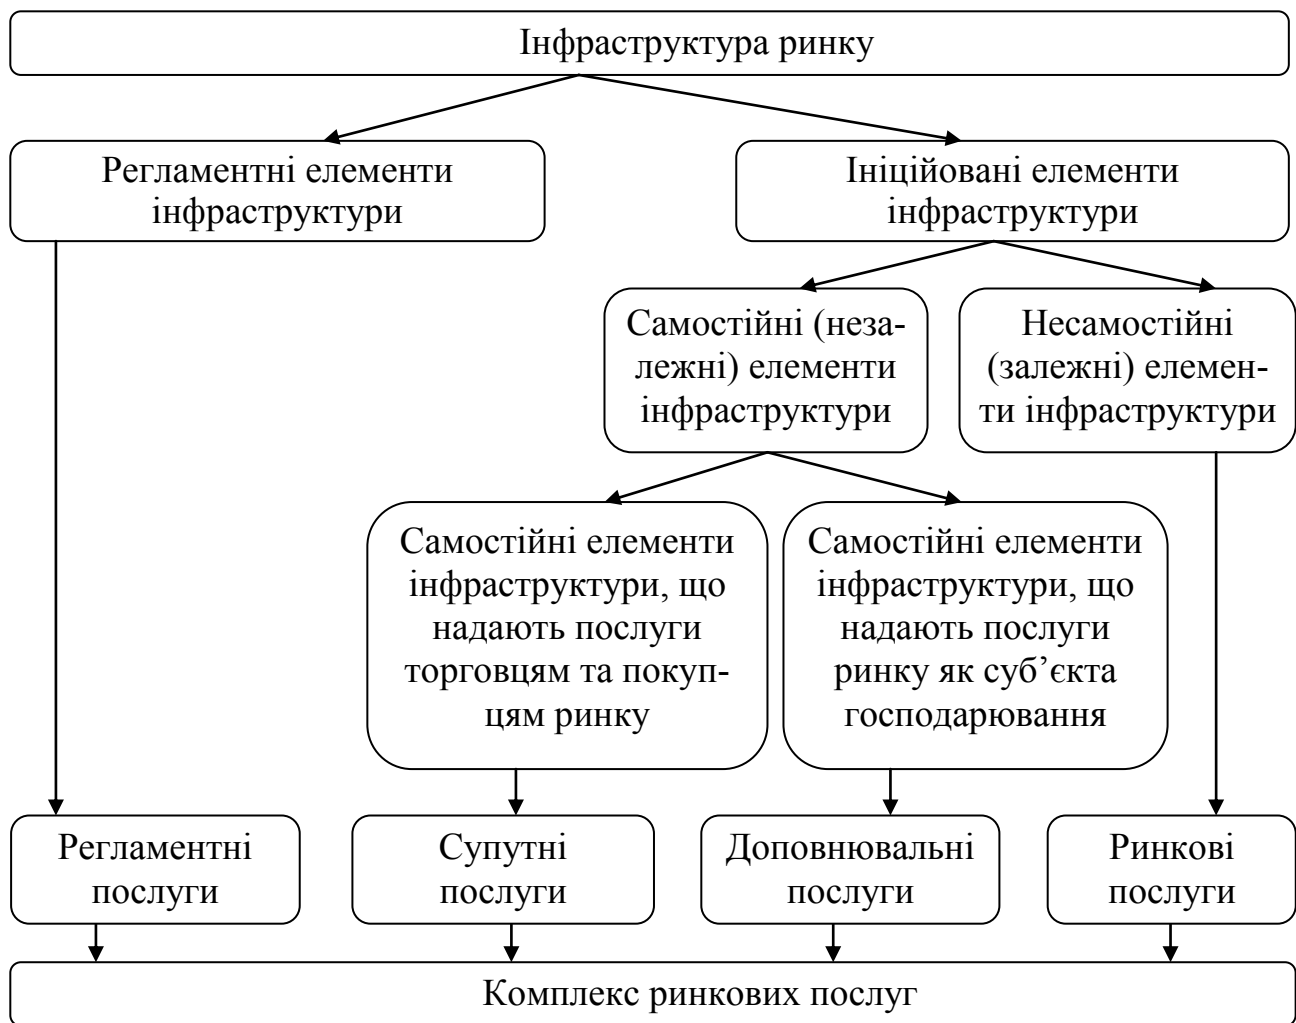 Інфраструктура ринку
Регламентні елементи
інфраструктури
Ініційовані елементи
інфраструктури
Самостійні (неза-
лежні) елементи
інфраструктури
Несамостійні
(залежні) елемен-
ти інфраструктури
Самостійні елементи
інфраструктури, що
надають послуги
торговцям та покуп-
цям ринку
Самостійні елементи
інфраструктури, що
надають послуги
ринку як суб’єкта
господарювання
Регламентні
послуги
Супутні
послуги
Доповнювальні
послуги
Ринкові
послуги
Комплекс ринкових послуг